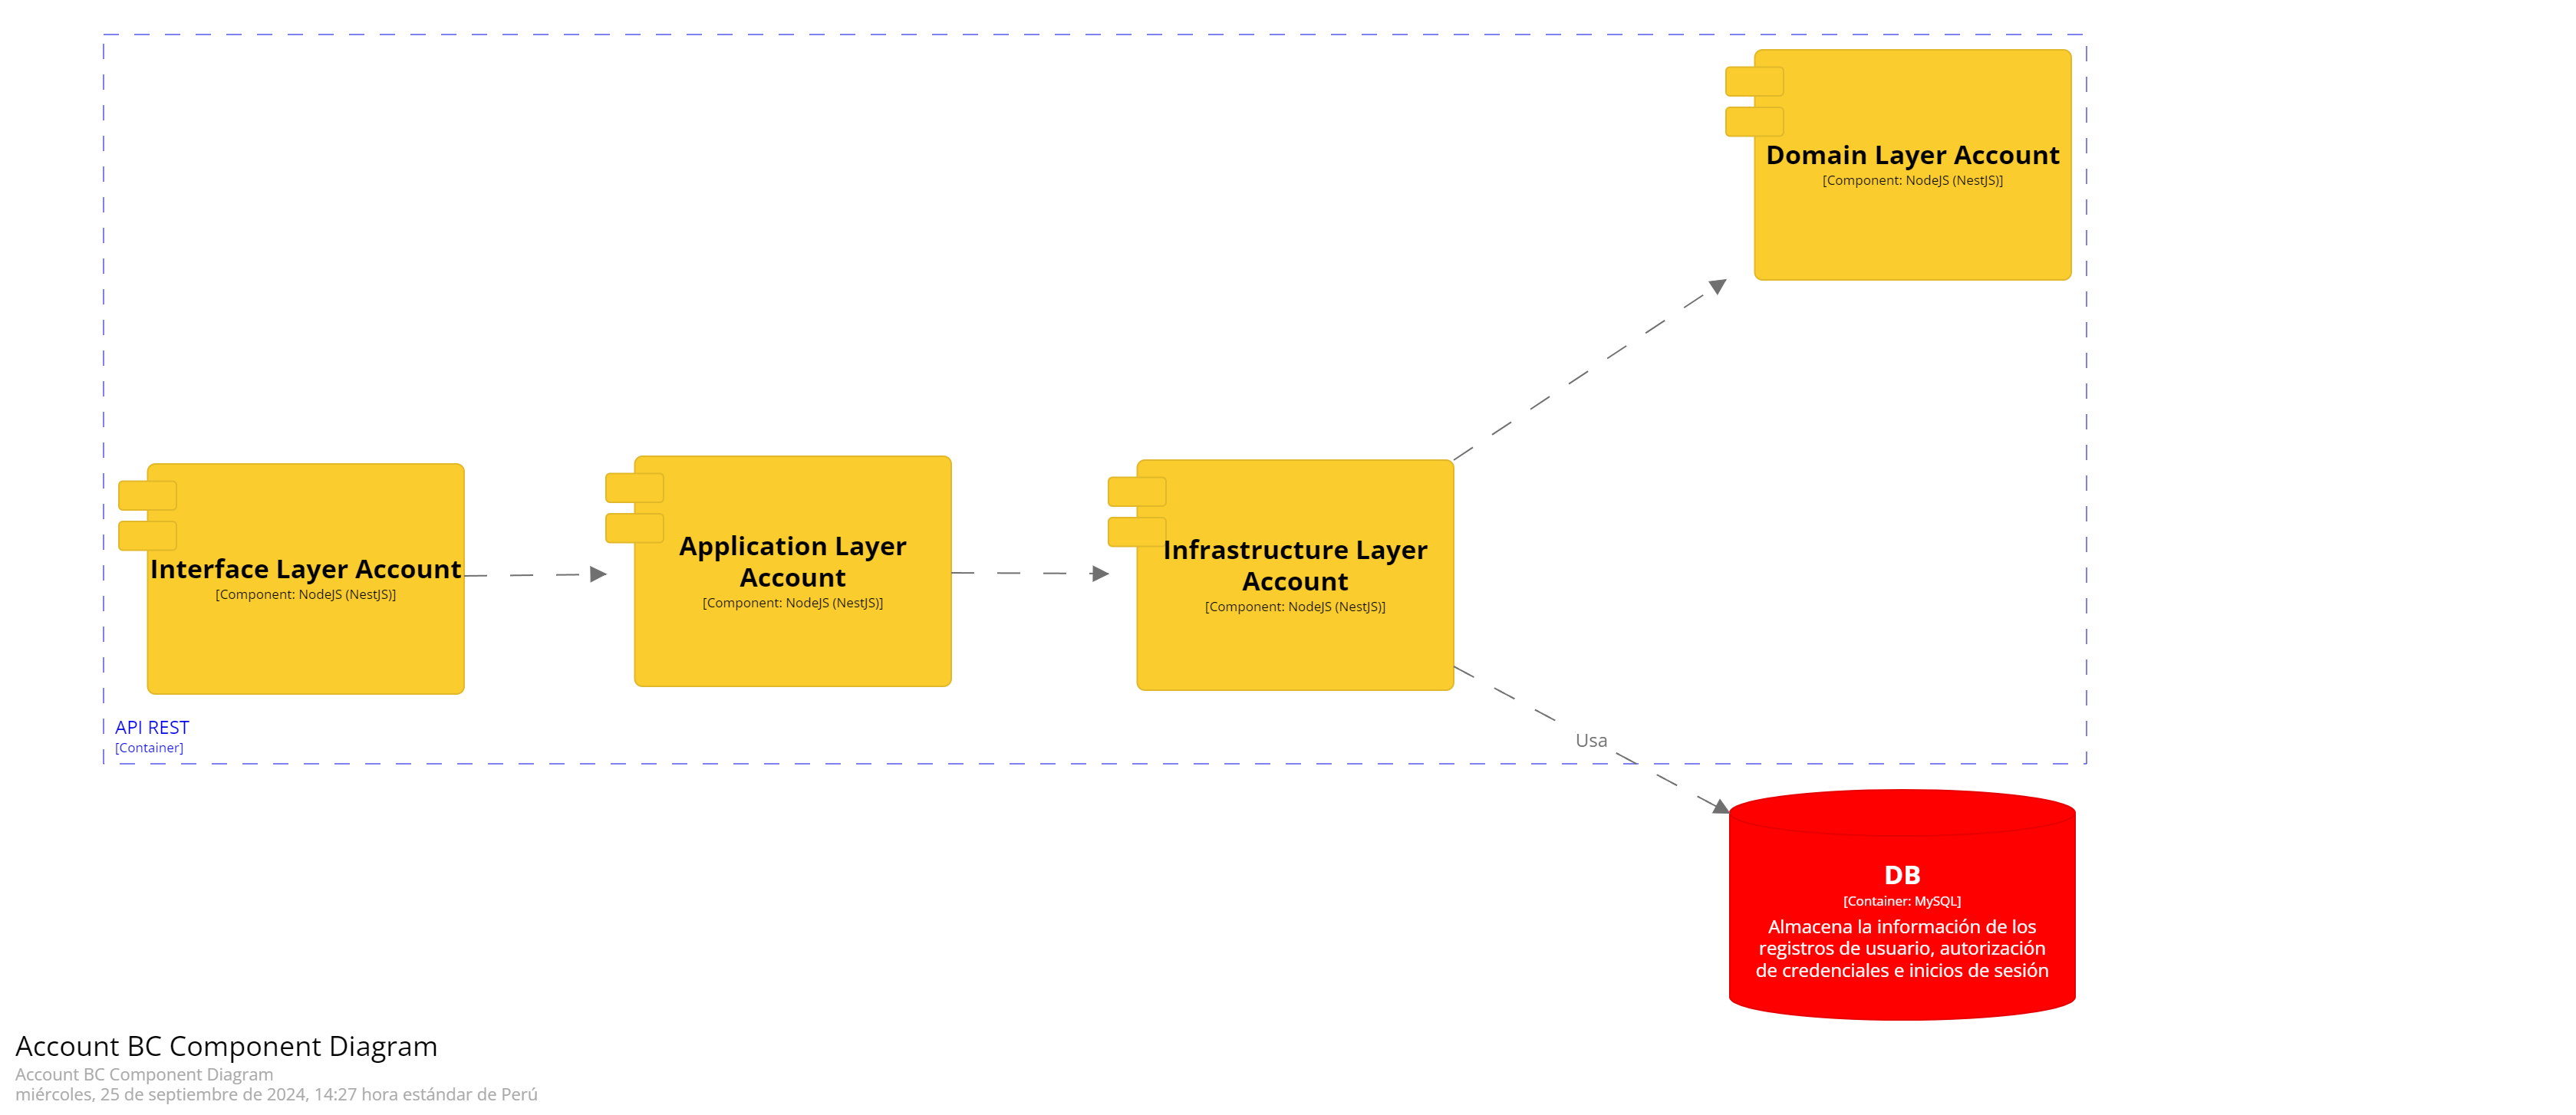 Domain Layer Account
[Component: NodeJS (NestJS)]
Interface Layer Account
[Component: NodeJS (NestJS)]
Application Layer
Account
[Component: NodeJS (NestJS)]
Infrastructure Layer
Account
[Component: NodeJS (NestJS)]
API REST
[Container]
Usa
DB
[Container: MySQL]
Almacena la información de los
registros de usuario, autorización
de credenciales e inicios de sesión
Account BC Component Diagram
Account BC Component Diagram
miércoles, 25 de septiembre de 2024, 14:27 hora estándar de Perú